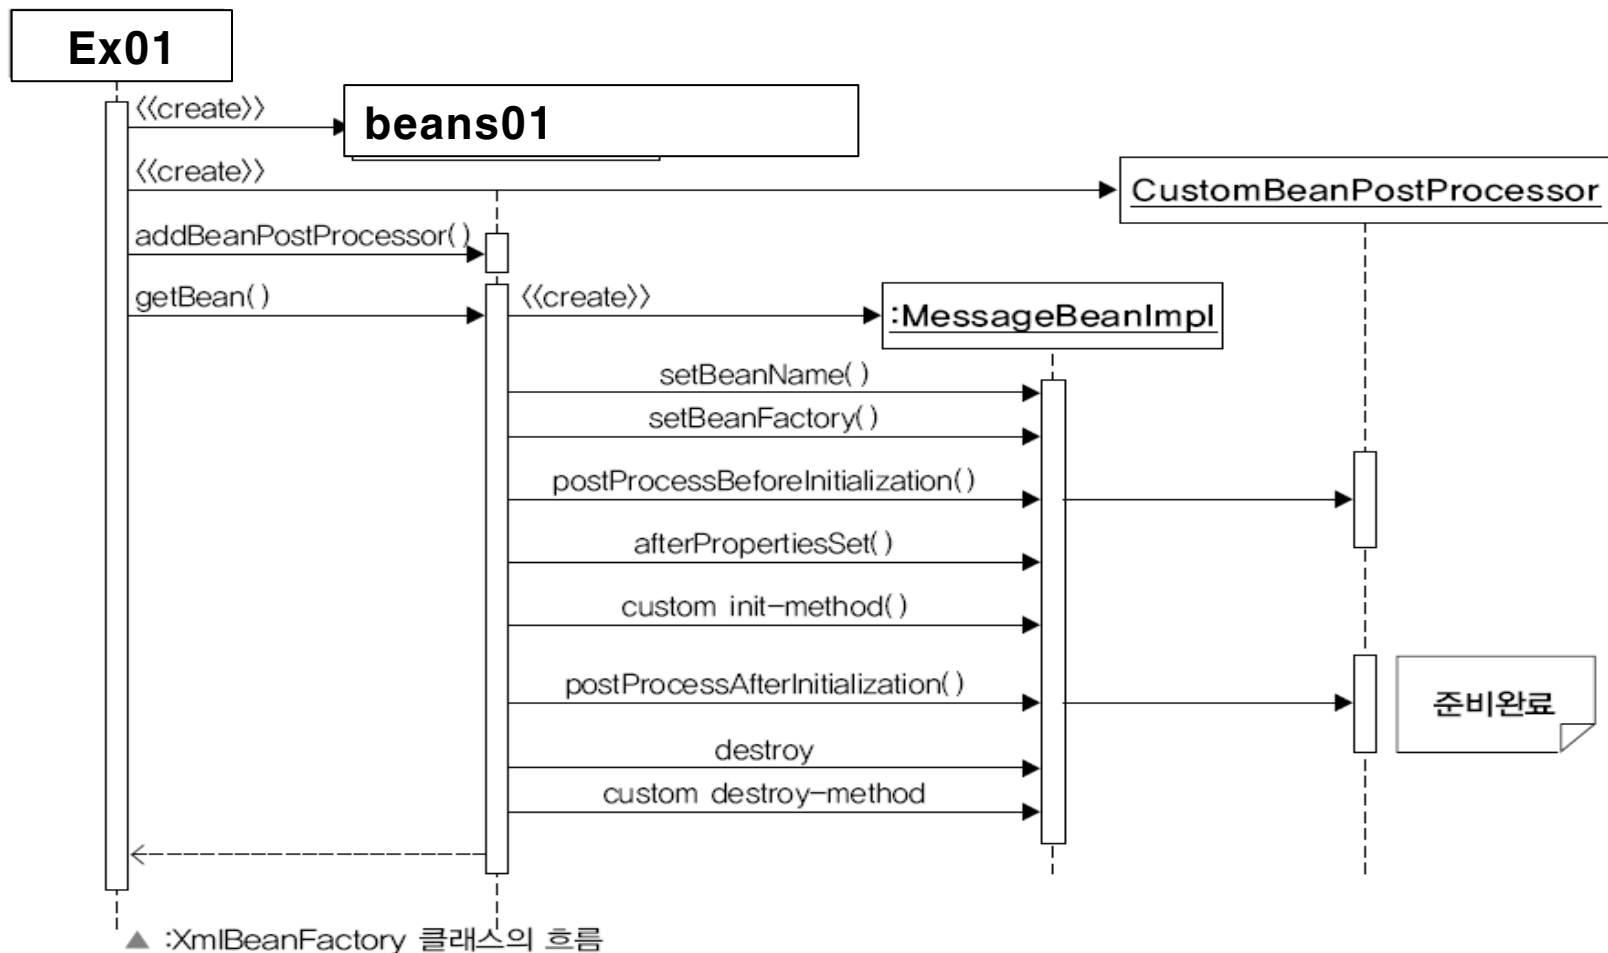 Ex01
<<create>>
beans01
<<create>>
CustomBeanPostProcessor
addBeanPostProcessor()
getBean()
<<create>>
:MessageBeanImpl
setBeanName()
setBeanFactory()
postProcessBeforeInitialization()
afterPropertiesSet()
custom init-method()
postProcessAfterInitialization()
준비완료
destroy
custom destroy-method
▲ :XmlBeanFactory 클래스의 흐름